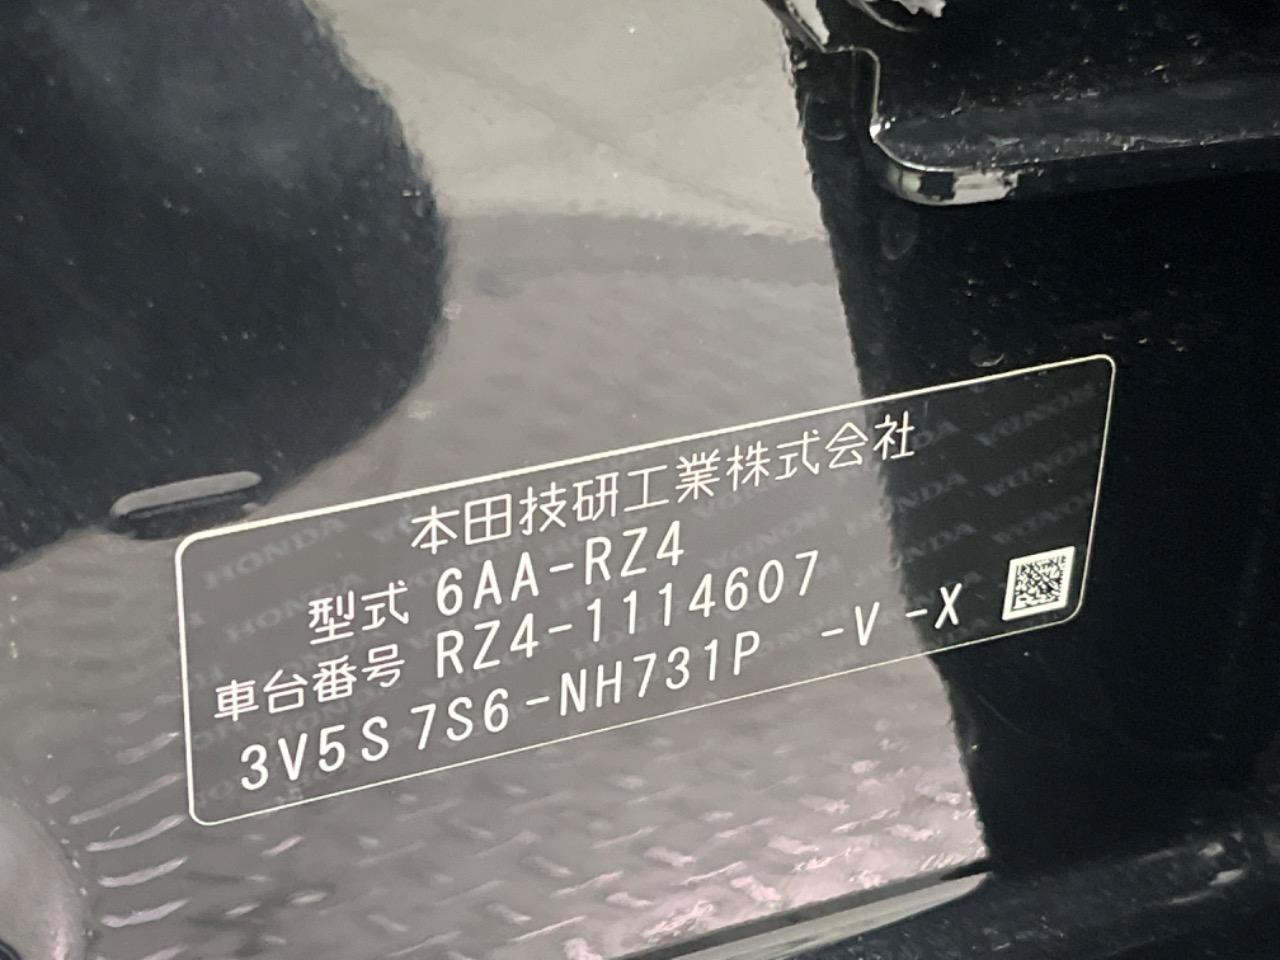 本田技研工業株式会社
型式 6AA-RZ4
車台番号 RZ4-1114607
3V5S 7S6-NH731P -V -X